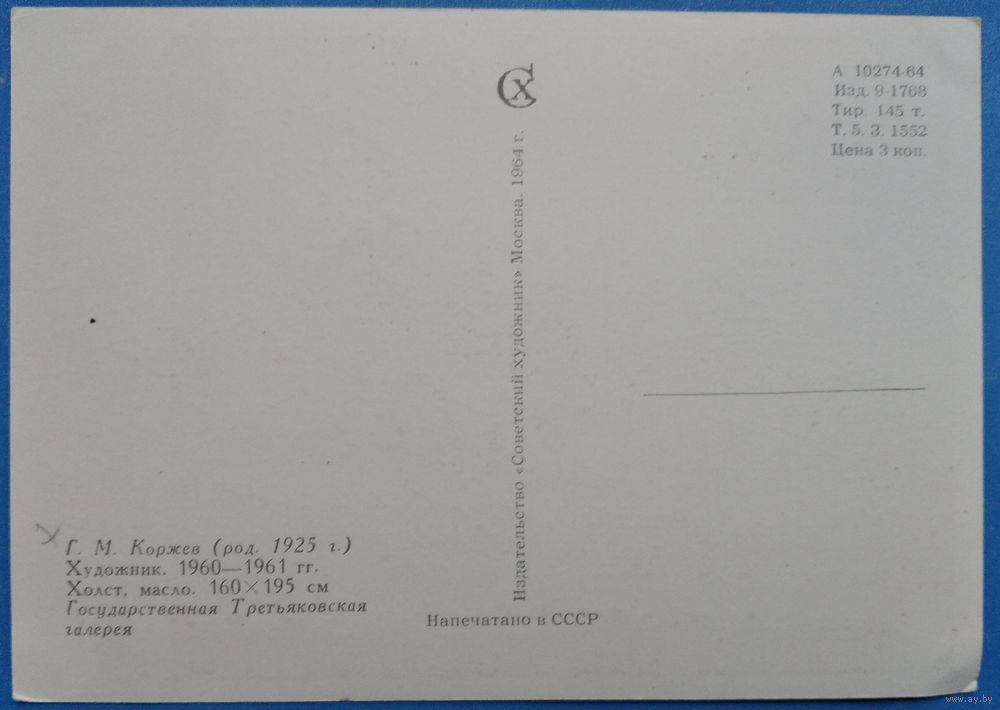 СХ
А 10274-64
Изд. 9-1768
Тир. 145 т.
Т. 5. З. 1552
Цена 3 коп.
Издательство «Советский художник» Москва. 1964 г.
Г. М. Коржев (род. 1925 г.)
Художник. 1960—1961 гг.
Холст, масло. 160×195 см
Государственная Третьяковская
галерея
Напечатано в СССР
www.ay.by